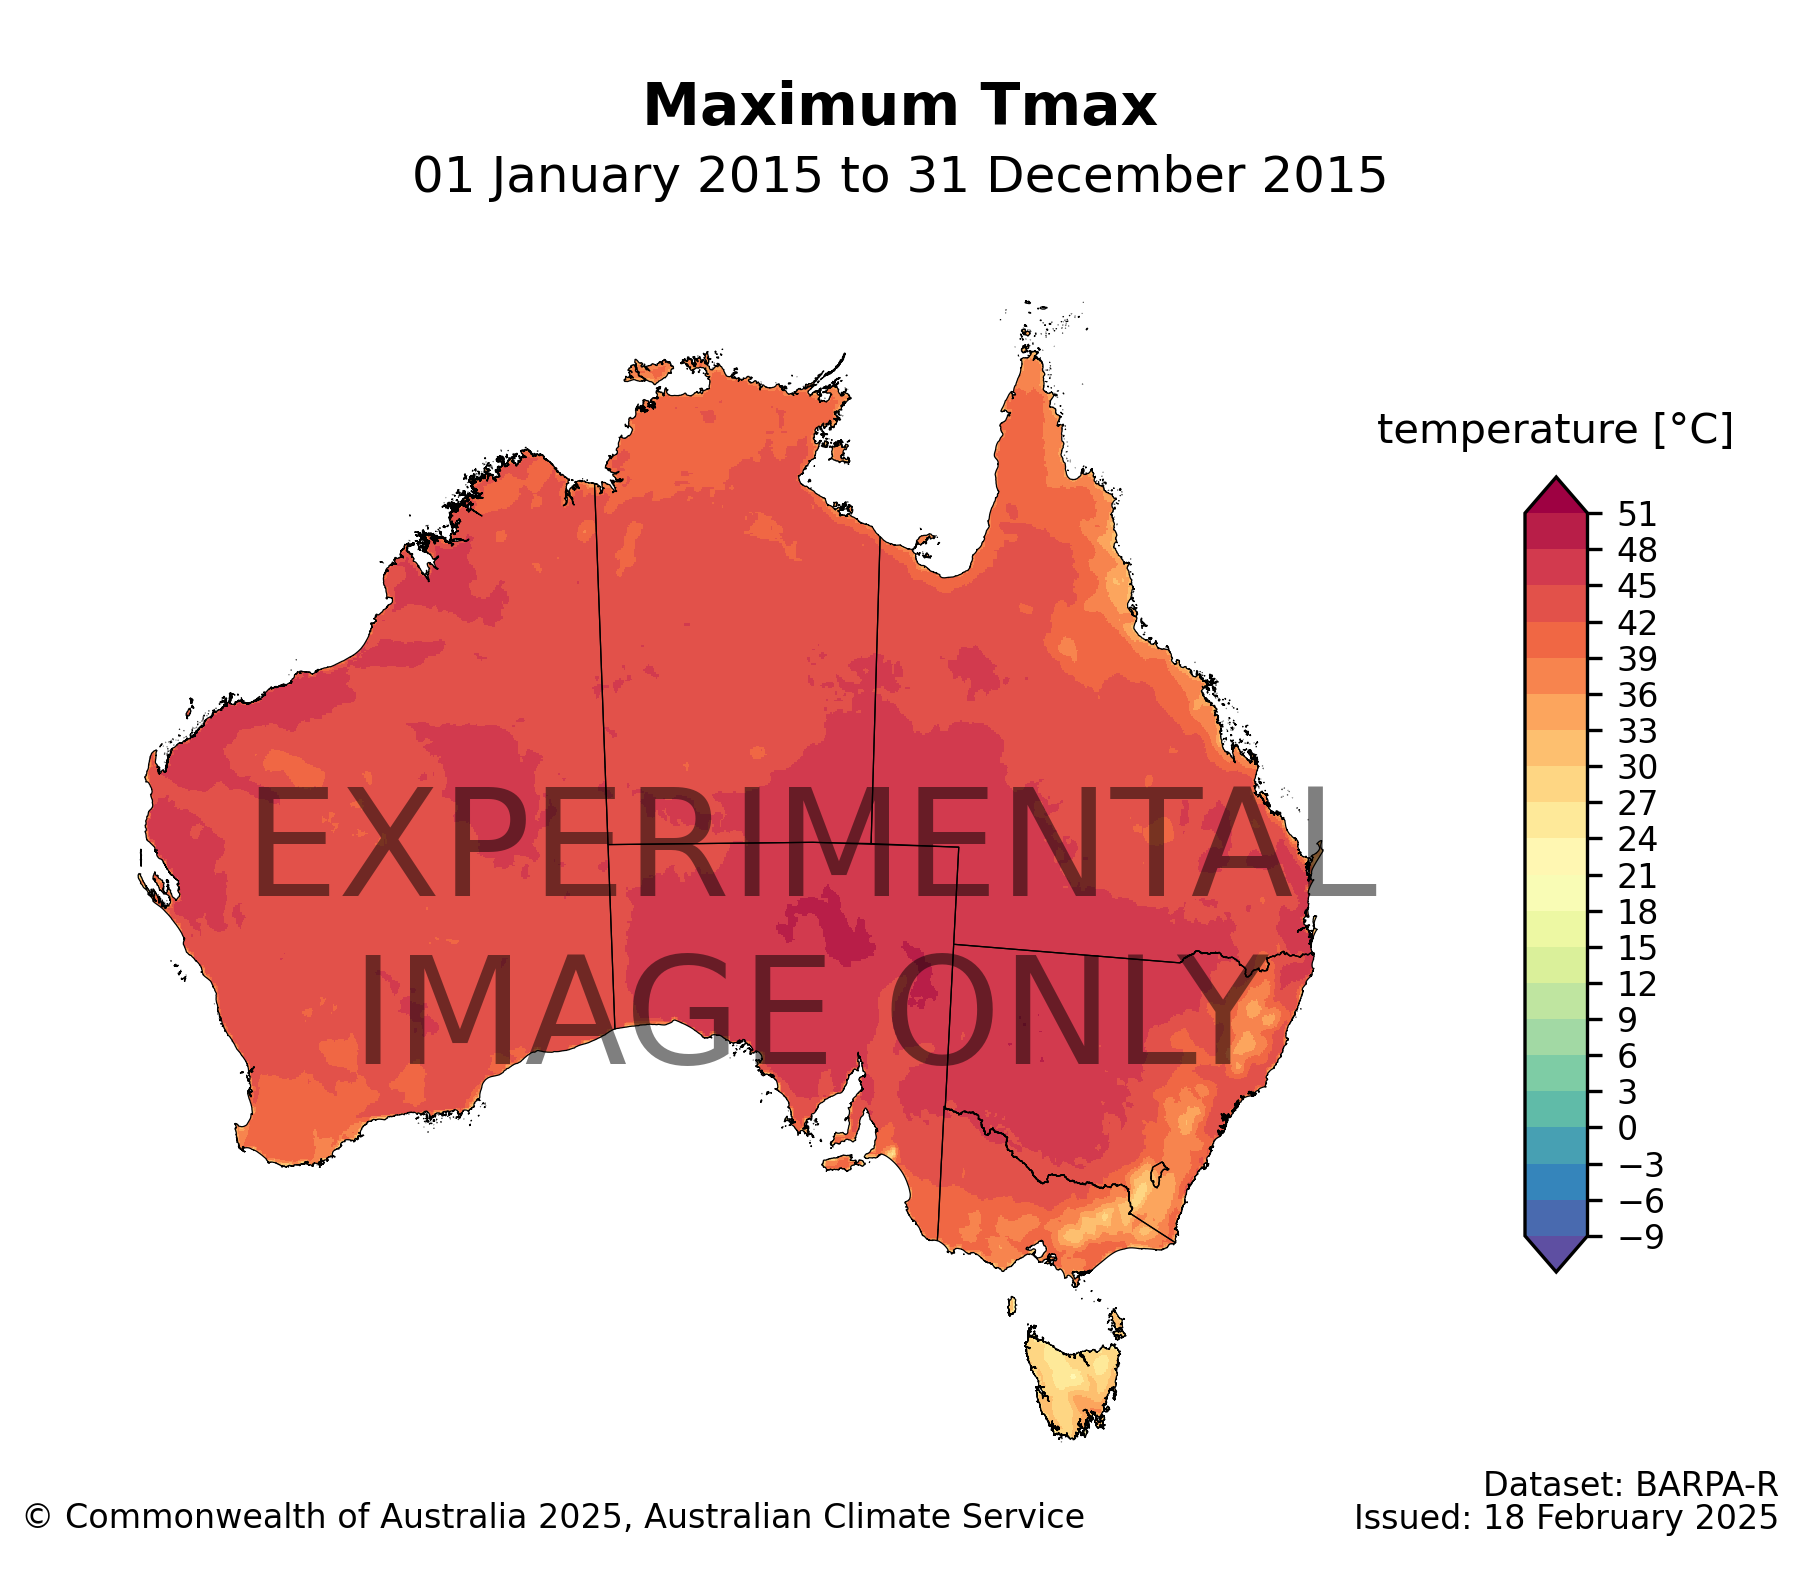 Maximum Tmax
01 January 2015 to 31 December 2015
temperature [°C]
51
48
45
42
39
36
33
30
27
24
21
18
15
12
9
6
3
0
−3
−6
−9
EXPERIMENTAL
IMAGE ONLY
Dataset: BARPA-R
© Commonwealth of Australia 2025, Australian Climate Service
Issued: 18 February 2025